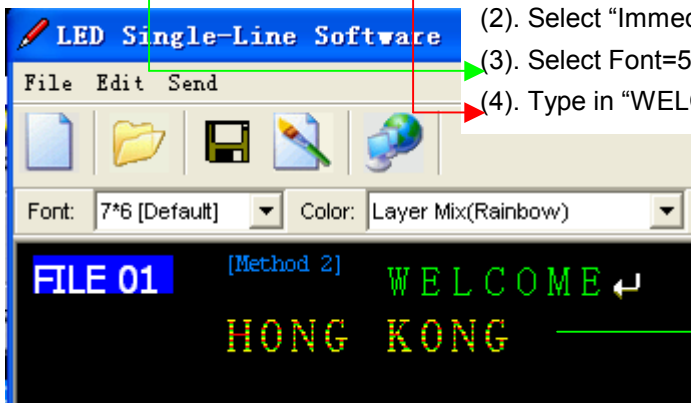 (2). Select “Immed
LED Single-Line Software
(3). Select Font=5
File Edit Send
(4). Type in “WEL
Font: 7*6 [Default] Color: Layer Mix(Rainbow)
FILE 01 [Method 2] WELCOME↵
HONG KONG